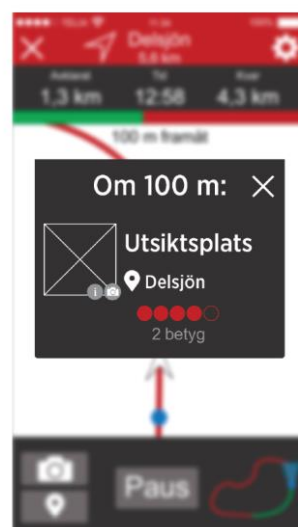 TELIA
Delsjön
5,6 km
Avstånd Tid Kvar
1,3 km 12:58 4,3 km
100 m framåt
Om 100 m:
Utsiktsplats
Delsjön
2 betyg
Paus